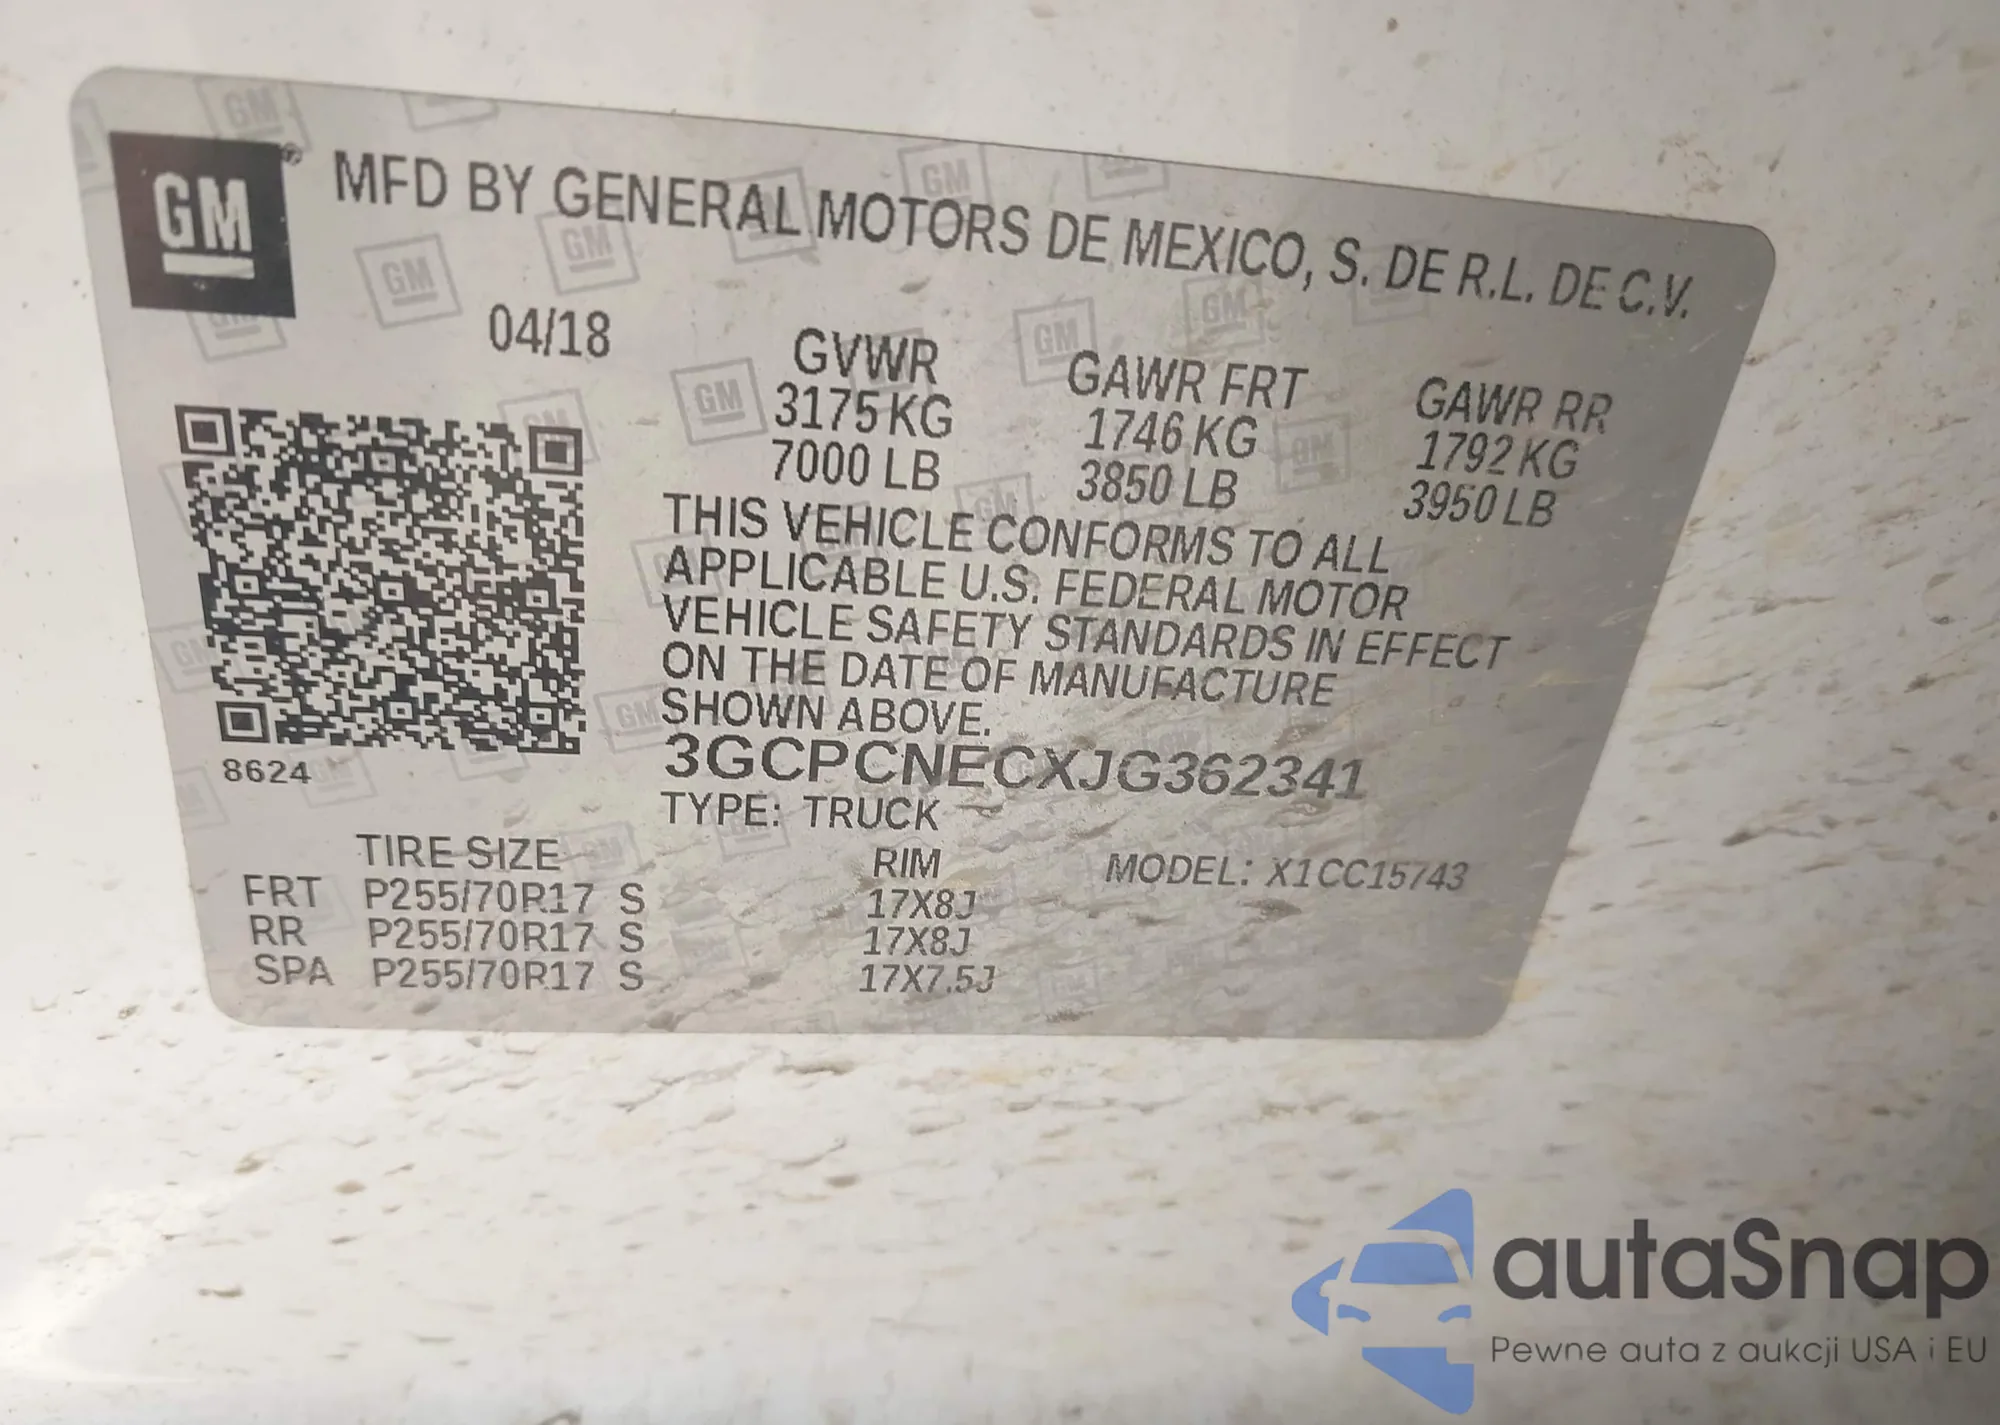 GM
MFD BY GENERAL MOTORS DE MEXICO, S. DE R.L. DE C.V.
04/18
GVWR GAWR FRT GAWR RR
3175 KG 1746 KG 1792 KG
7000 LB 3850 LB 3950 LB
THIS VEHICLE CONFORMS TO ALL
APPLICABLE U.S. FEDERAL MOTOR
VEHICLE SAFETY STANDARDS IN EFFECT
ON THE DATE OF MANUFACTURE
SHOWN ABOVE.
8624
3GCPCNECXJG362341
TYPE: TRUCK
TIRE SIZE RIM MODEL: X1CC15743
FRT P255/70R17 S 17X8J
RR P255/70R17 S 17X8J
SPA P255/70R17 S 17X7.5J
autaSnap
Pewne auta z aukcji USA i EU